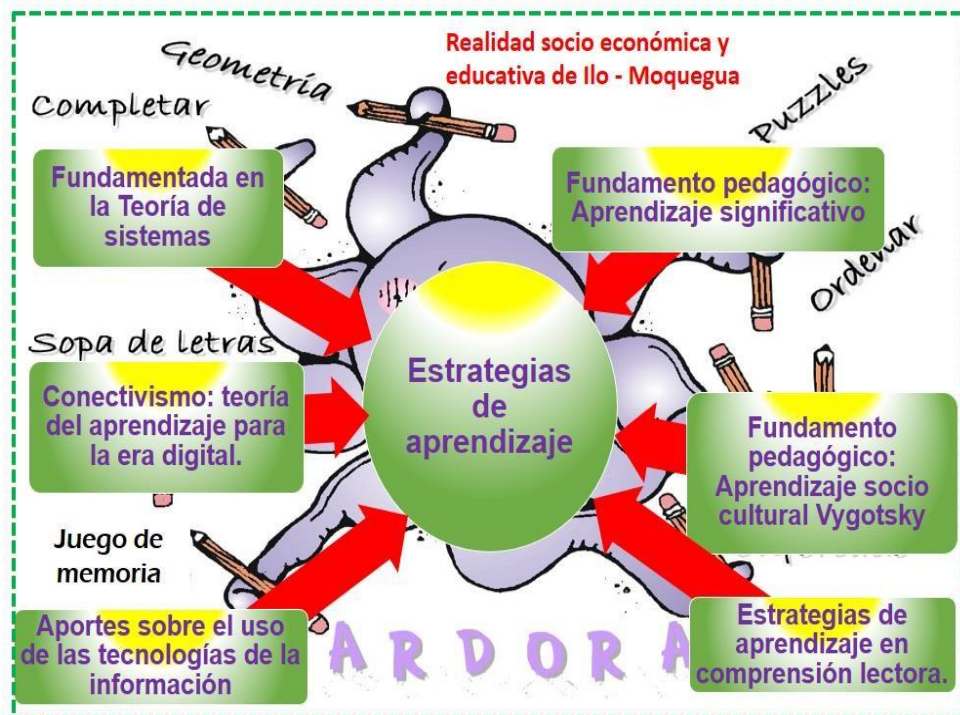 Geometría
Realidad socio económica y
educativa de Ilo - Moquegua
Completar
Puzzles
Fundamentada en
la Teoría de
sistemas
Fundamento pedagógico:
Aprendizaje significativo
Ordenar
Sopa de letras
Conectivismo: teoría
del aprendizaje para
la era digital.
Estrategias
de
aprendizaje
Fundamento
pedagógico:
Aprendizaje socio
cultural Vygotsky
Juego de
memoria
Aportes sobre el uso
de las tecnologías de la
información
ARDORA
Estrategias de
aprendizaje en
comprensión lectora.